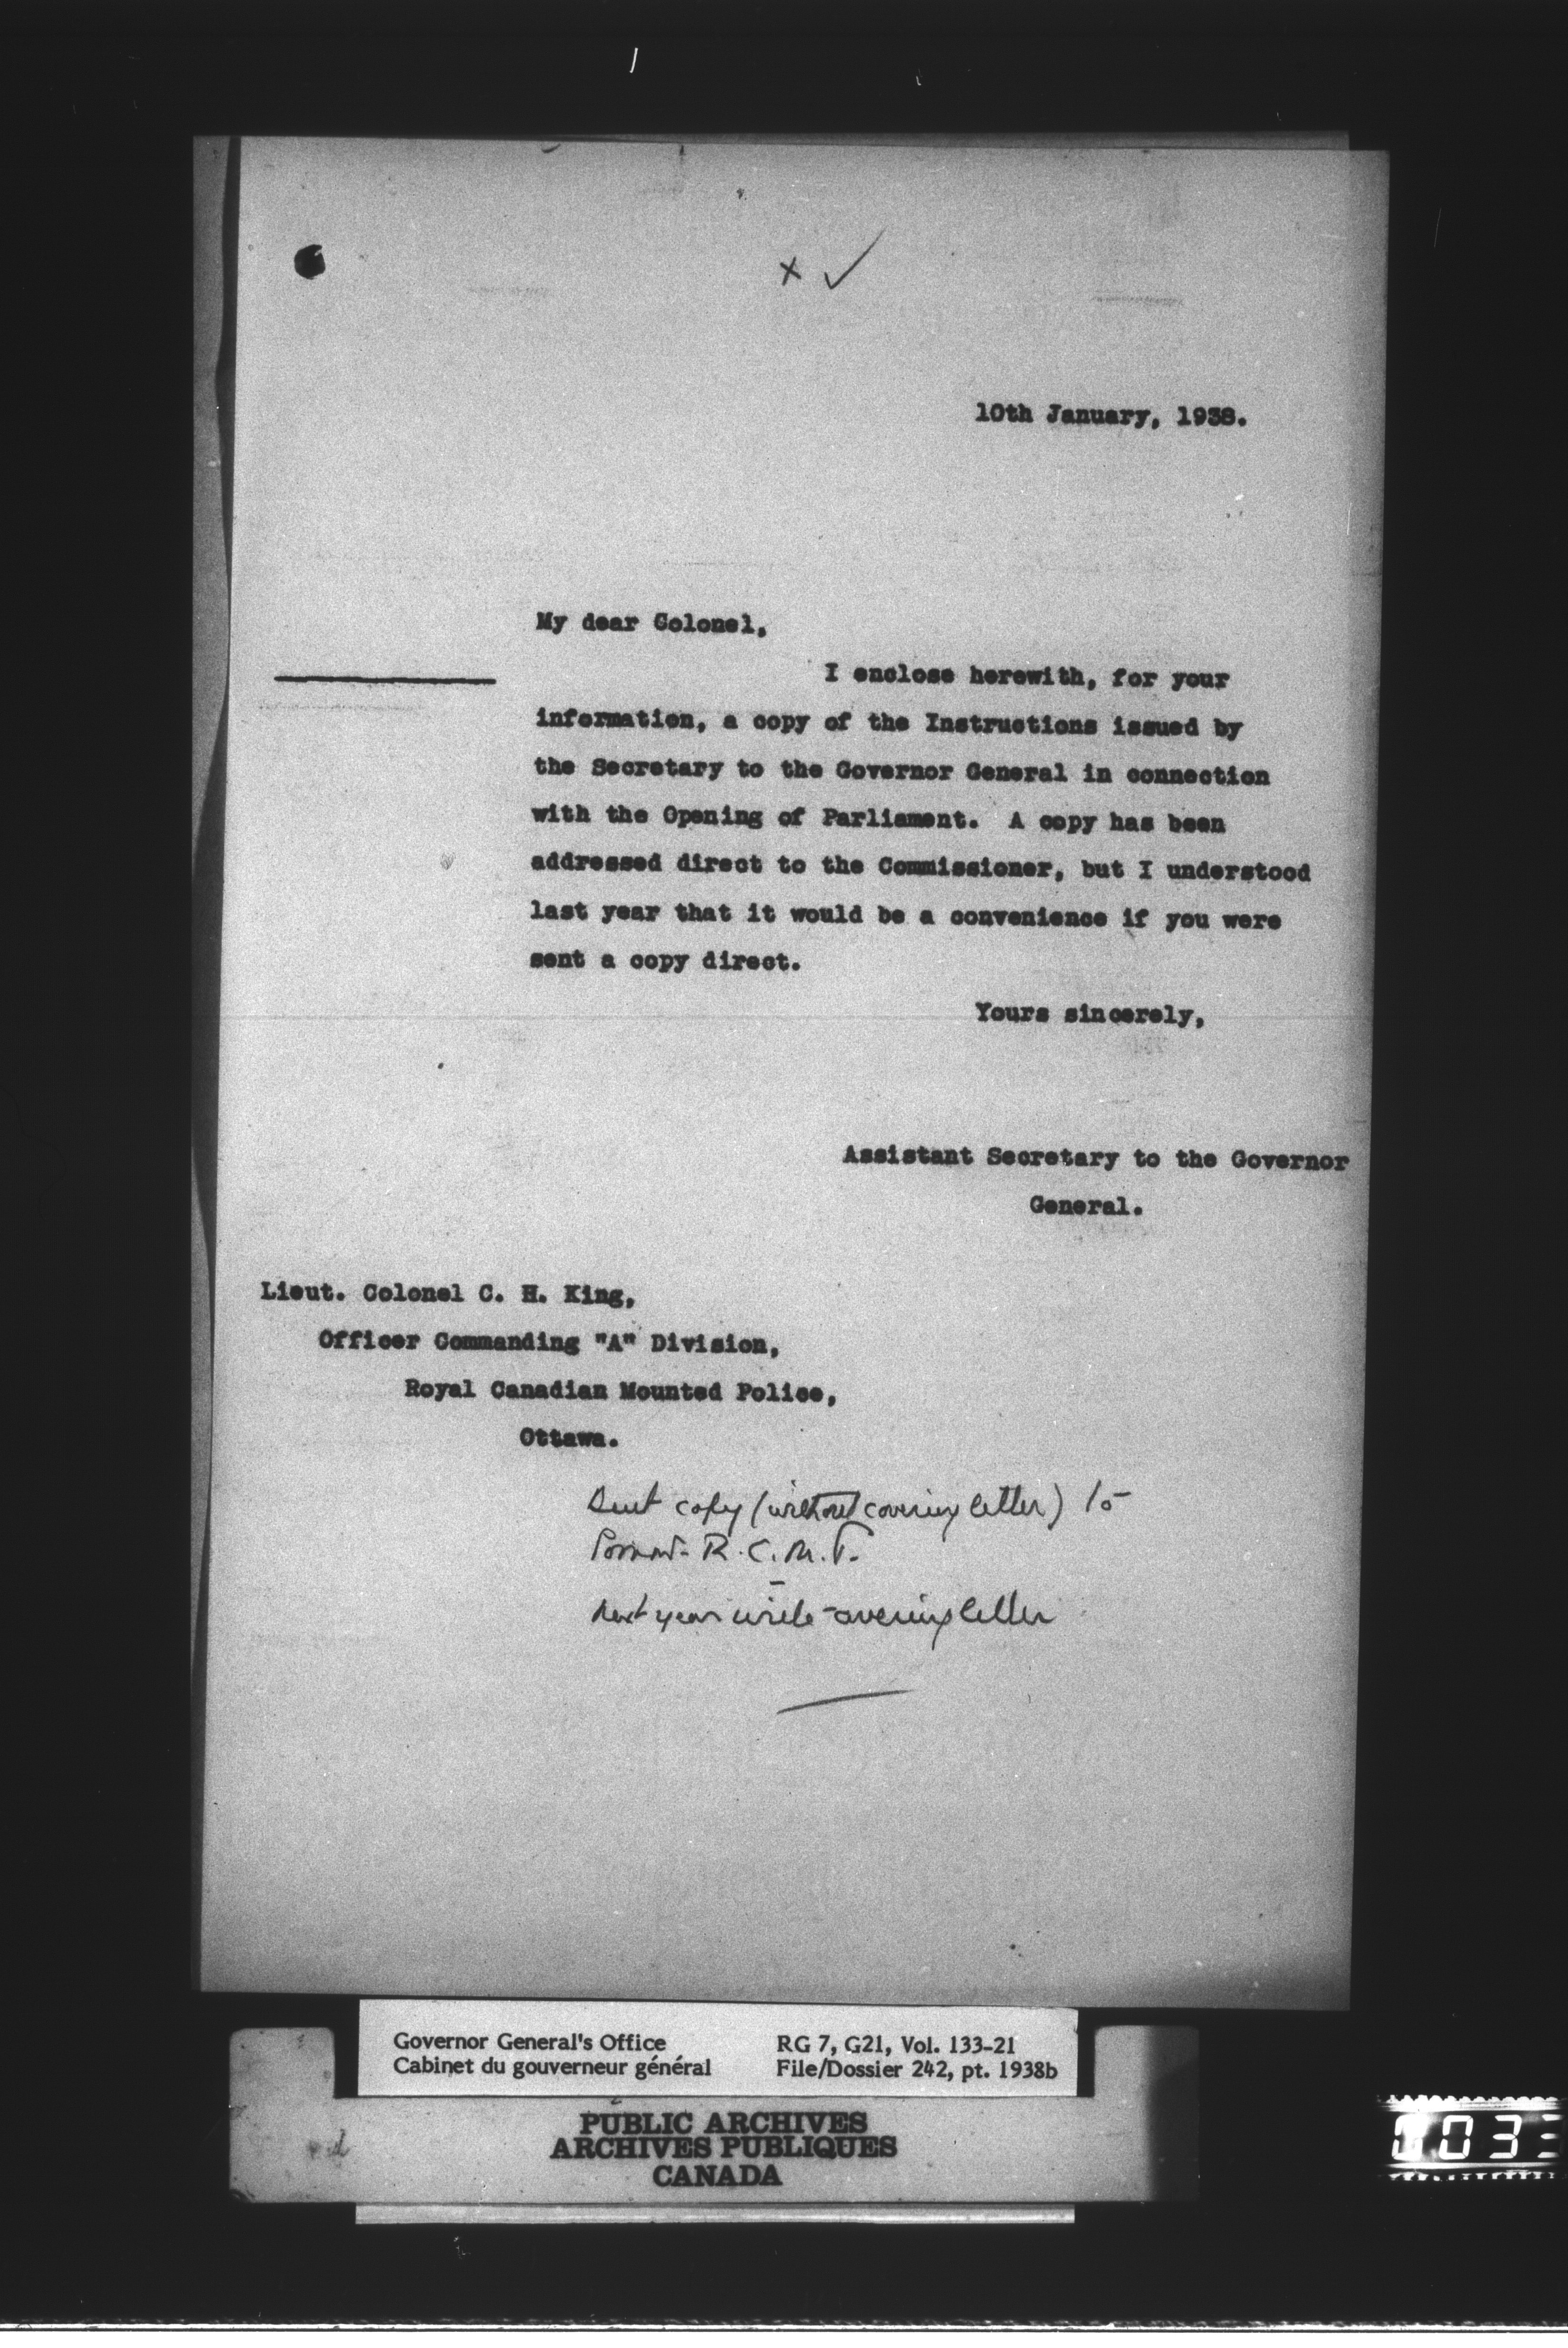 10th January, 1938.
My dear Colonel,
I enclose herewith, for your
information, a copy of the Instructions issued by
the Secretary to the Governor General in connection
with the Opening of Parliament. A copy has been
addressed direct to the Commissioner, but I understood
last year that it would be a convenience if you were
sent a copy direct.
Yours sincerely,
Assistant Secretary to the Governor
General.
Lieut. Colonel C. H. King,
Officer Commanding "A" Division,
Royal Canadian Mounted Police,
Ottawa.
Sent copy (without covering letter) to
R.C.M.P.
Next year write covering letter
Governor General's Office
Cabinet du gouverneur général
RG 7, G21, Vol. 133-21
File/Dossier 242, pt. 1938b
PUBLIC ARCHIVES
ARCHIVES PUBLIQUES
CANADA